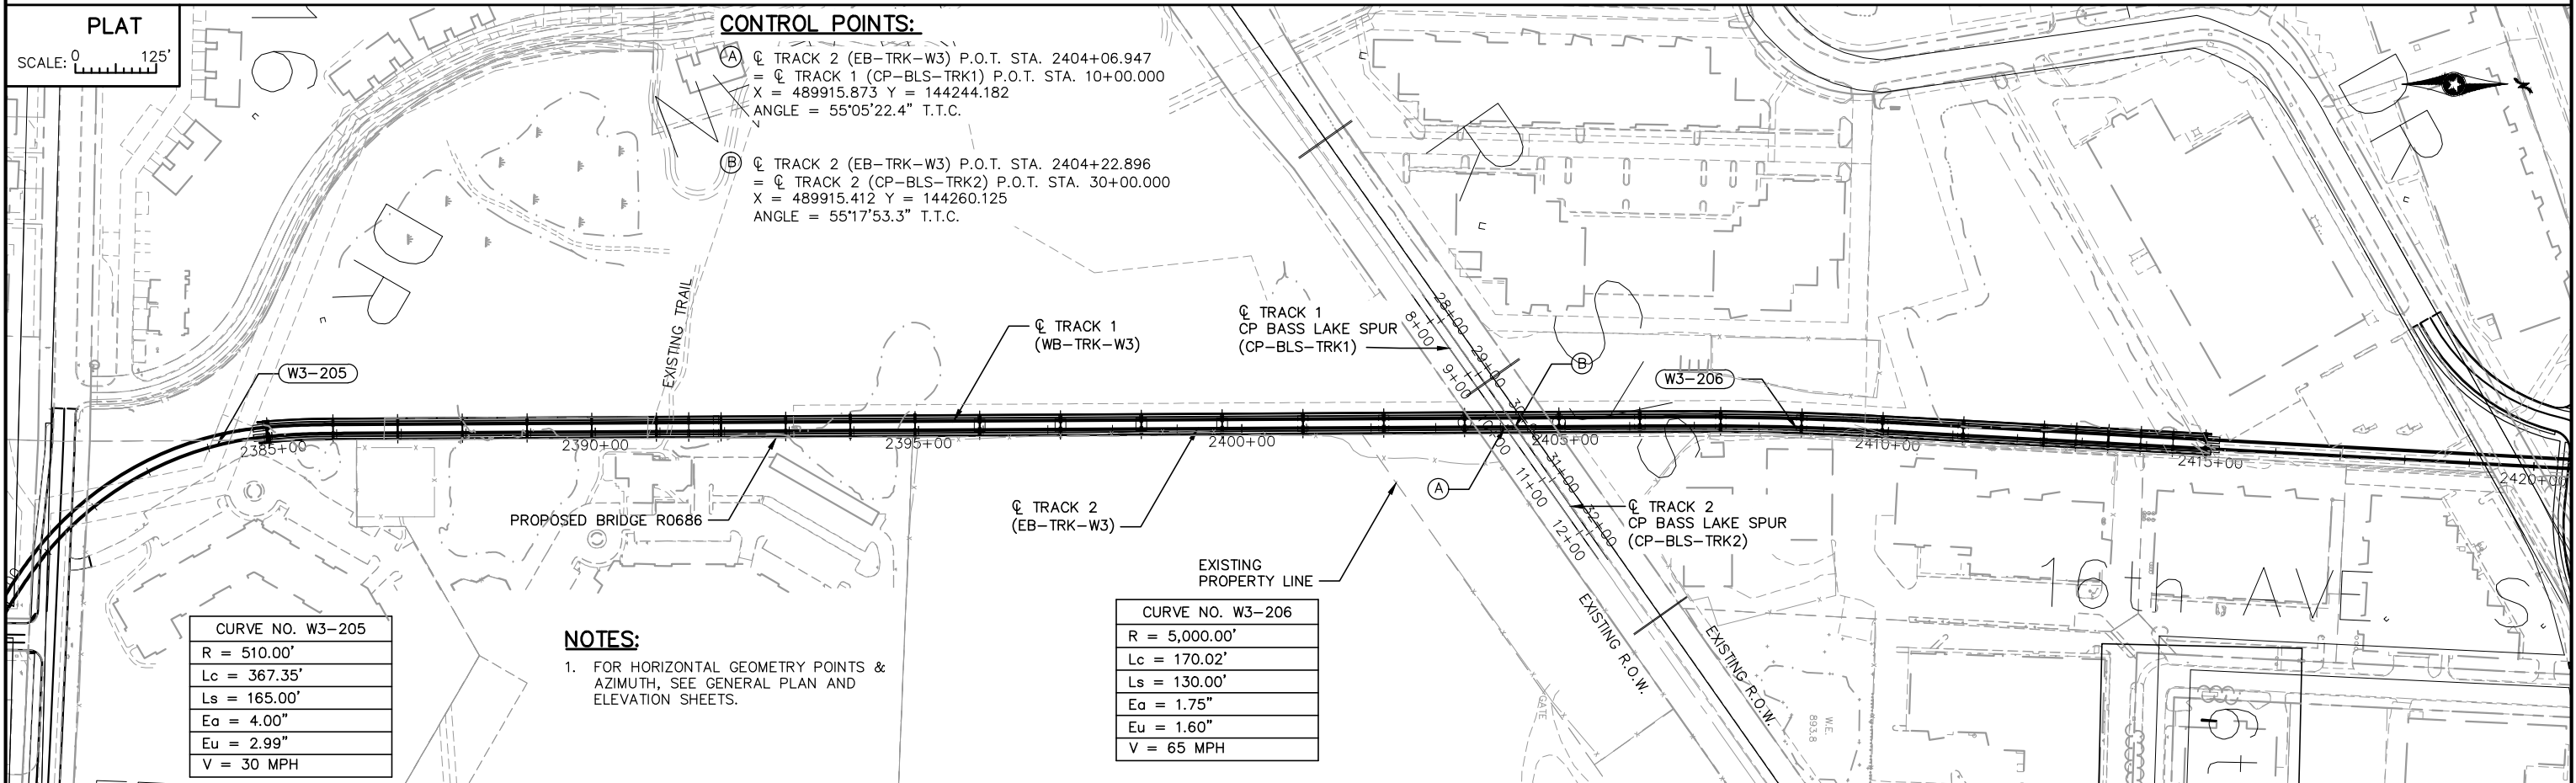 PLAT
SCALE: 0 125'
CONTROL POINTS:
A ℄ TRACK 2 (EB-TRK-W3) P.O.T. STA. 2404+06.947
= ℄ TRACK 1 (CP-BLS-TRK1) P.O.T. STA. 10+00.000
X = 489915.873 Y = 144244.182
ANGLE = 55°05'22.4" T.T.C.
B ℄ TRACK 2 (EB-TRK-W3) P.O.T. STA. 2404+22.896
= ℄ TRACK 2 (CP-BLS-TRK2) P.O.T. STA. 30+00.000
X = 489915.412 Y = 144260.125
ANGLE = 55°17'53.3" T.T.C.
EXISTING TRAIL
W3-205
℄ TRACK 1
(WB-TRK-W3)
℄ TRACK 1
CP BASS LAKE SPUR
(CP-BLS-TRK1)
28+00
8+00
29+00
9+00
B
W3-206
2385+00
2390+00
2395+00
2400+00
2405+00
2410+00
2415+00
2420+00
31+00
11+00
32+00
12+00
A
PROPOSED BRIDGE R0686
℄ TRACK 2
(EB-TRK-W3)
℄ TRACK 2
CP BASS LAKE SPUR
(CP-BLS-TRK2)
EXISTING
PROPERTY LINE
EXISTING R.O.W.
EXISTING R.O.W.
16th AVE S.
GATE
W.E.
893.8
CURVE NO. W3-205
R = 510.00'
Lc = 367.35'
Ls = 165.00'
Ea = 4.00"
Eu = 2.99"
V = 30 MPH
NOTES:
1. FOR HORIZONTAL GEOMETRY POINTS &
AZIMUTH, SEE GENERAL PLAN AND
ELEVATION SHEETS.
CURVE NO. W3-206
R = 5,000.00'
Lc = 170.02'
Ls = 130.00'
Ea = 1.75"
Eu = 1.60"
V = 65 MPH